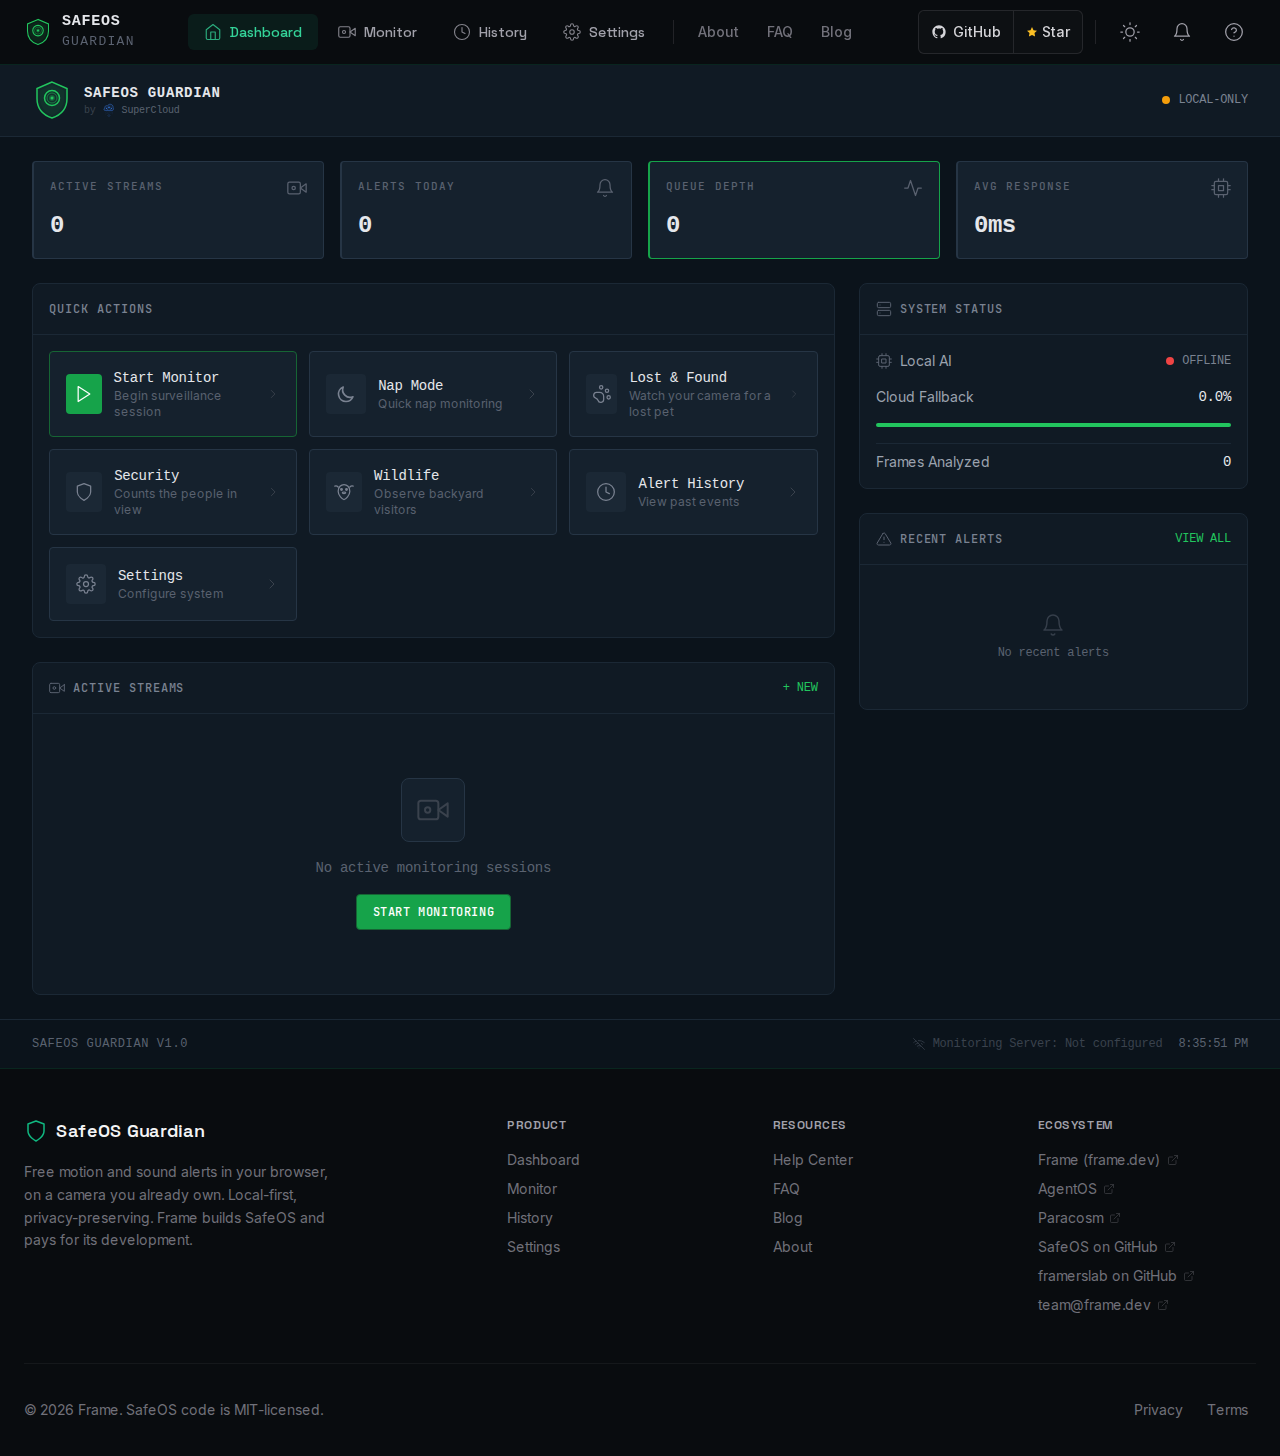 SAFEOS
GUARDIAN
Dashboard
Monitor
History
Settings
About
FAQ
Blog
GitHub
Star
SAFEOS GUARDIAN
by SuperCloud
LOCAL-ONLY
ACTIVE STREAMS
0
ALERTS TODAY
0
QUEUE DEPTH
0
AVG RESPONSE
0ms
QUICK ACTIONS
Start Monitor
Begin surveillance
session
Nap Mode
Quick nap monitoring
Lost & Found
Watch your camera for a
lost pet
Security
Counts the people in
view
Wildlife
Observe backyard
visitors
Alert History
View past events
Settings
Configure system
SYSTEM STATUS
Local AI
OFFLINE
Cloud Fallback
0.0%
Frames Analyzed
0
RECENT ALERTS
VIEW ALL
No recent alerts
ACTIVE STREAMS
+ NEW
No active monitoring sessions
START MONITORING
SAFEOS GUARDIAN V1.0
Monitoring Server: Not configured
8:35:51 PM
SafeOS Guardian
Free motion and sound alerts in your browser,
on a camera you already own. Local-first,
privacy-preserving. Frame builds SafeOS and
pays for its development.
PRODUCT
Dashboard
Monitor
History
Settings
RESOURCES
Help Center
FAQ
Blog
About
ECOSYSTEM
Frame (frame.dev)
AgentOS
Paracosm
SafeOS on GitHub
framerslab on GitHub
team@frame.dev
© 2026 Frame. SafeOS code is MIT-licensed.
Privacy
Terms